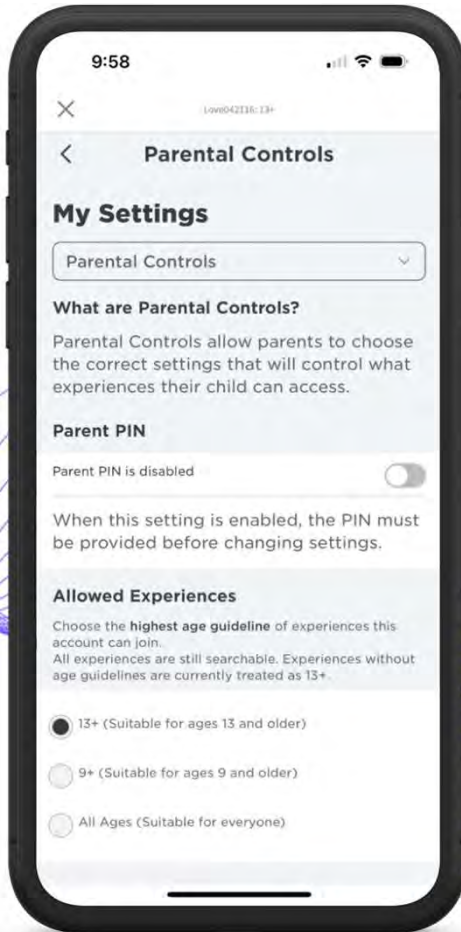 9:58
Love042116: 13+
Parental Controls
My Settings
Parental Controls
What are Parental Controls?
Parental Controls allow parents to choose
the correct settings that will control what
experiences their child can access.
Parent PIN
Parent PIN is disabled
When this setting is enabled, the PIN must
be provided before changing settings.
Allowed Experiences
Choose the highest age guideline of experiences this
account can join.
All experiences are still searchable. Experiences without
age guidelines are currently treated as 13+.
13+ (Suitable for ages 13 and older)
9+ (Suitable for ages 9 and older)
All Ages (Suitable for everyone)